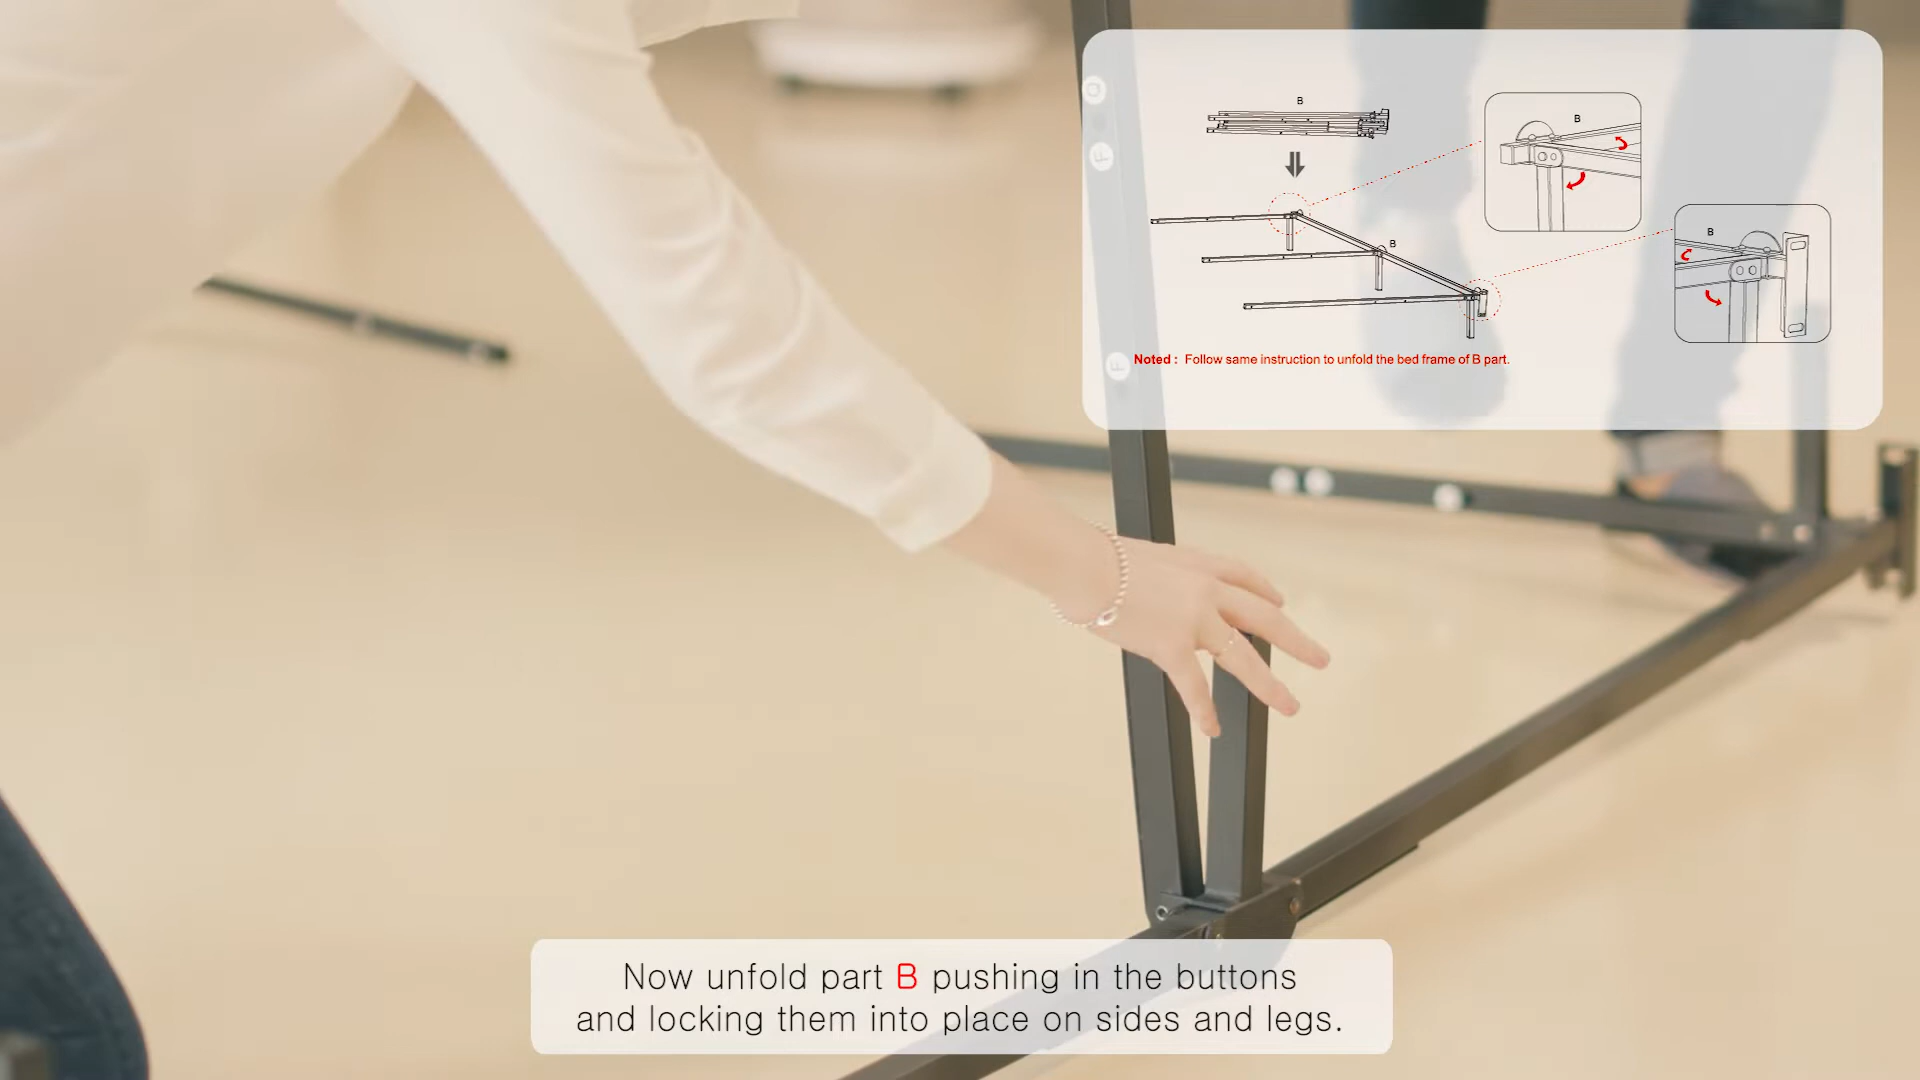 B
B
B
B
Noted : Follow same instruction to unfold the bed frame of B part.
O
F
F
Now unfold part B pushing in the buttons
and locking them into place on sides and legs.